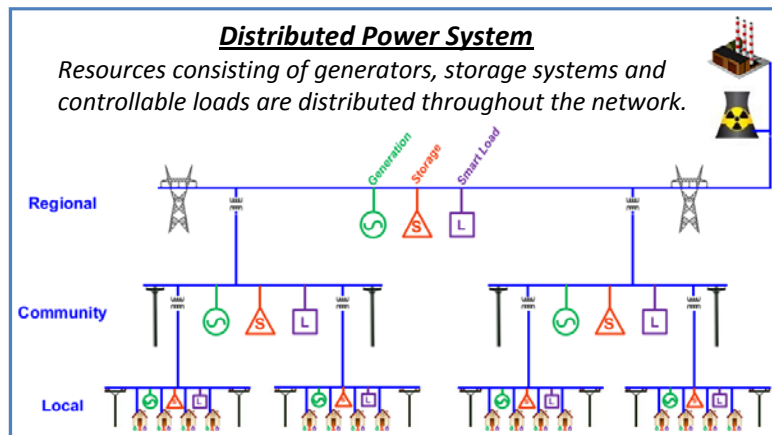 Distributed Power System
Resources consisting of generators, storage systems and
controllable loads are distributed throughout the network.
Generation
Storage
Smart Load
Regional
S
L
Community
S
L
S
L
Local
S
L
S
L
S
L
S
L